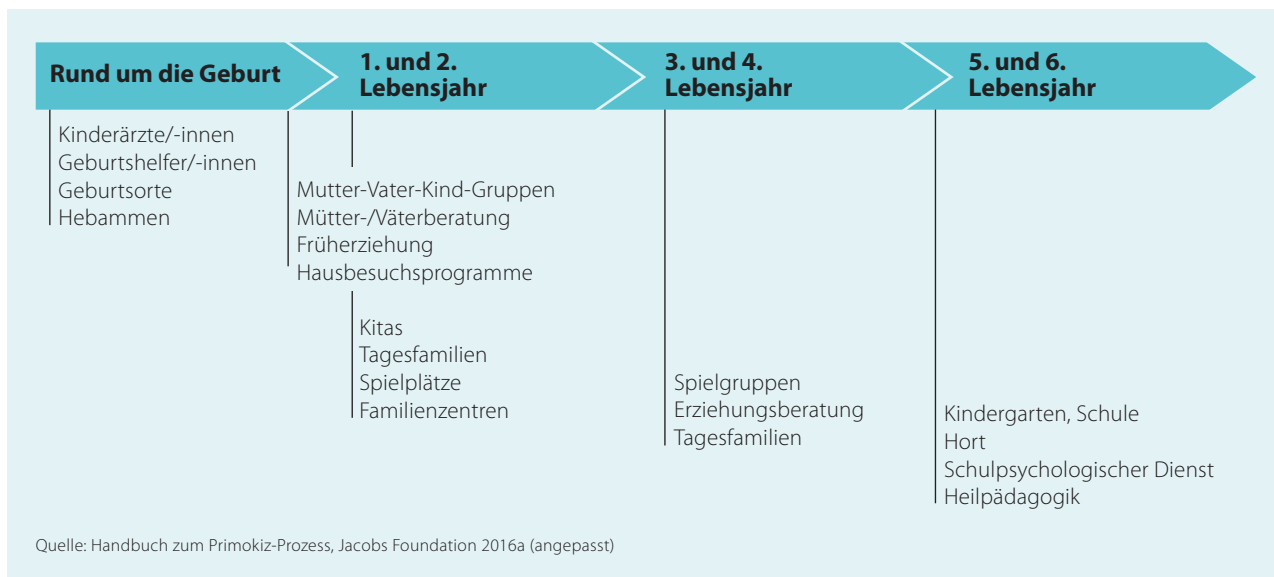 Rund um die Geburt
1. und 2.
Lebensjahr
3. und 4.
Lebensjahr
5. und 6.
Lebensjahr
Kinderärzte/-innen
Geburtshelfer/-innen
Geburtsorte
Hebammen
Mutter-Vater-Kind-Gruppen
Mütter-/Väterberatung
Früherziehung
Hausbesuchsprogramme
Kitas
Tagesfamilien
Spielplätze
Familienzentren
Spielgruppen
Erziehungsberatung
Tagesfamilien
Kindergarten, Schule
Hort
Schulpsychologischer Dienst
Heilpädagogik
Quelle: Handbuch zum Primokiz-Prozess, Jacobs Foundation 2016a (angepasst)